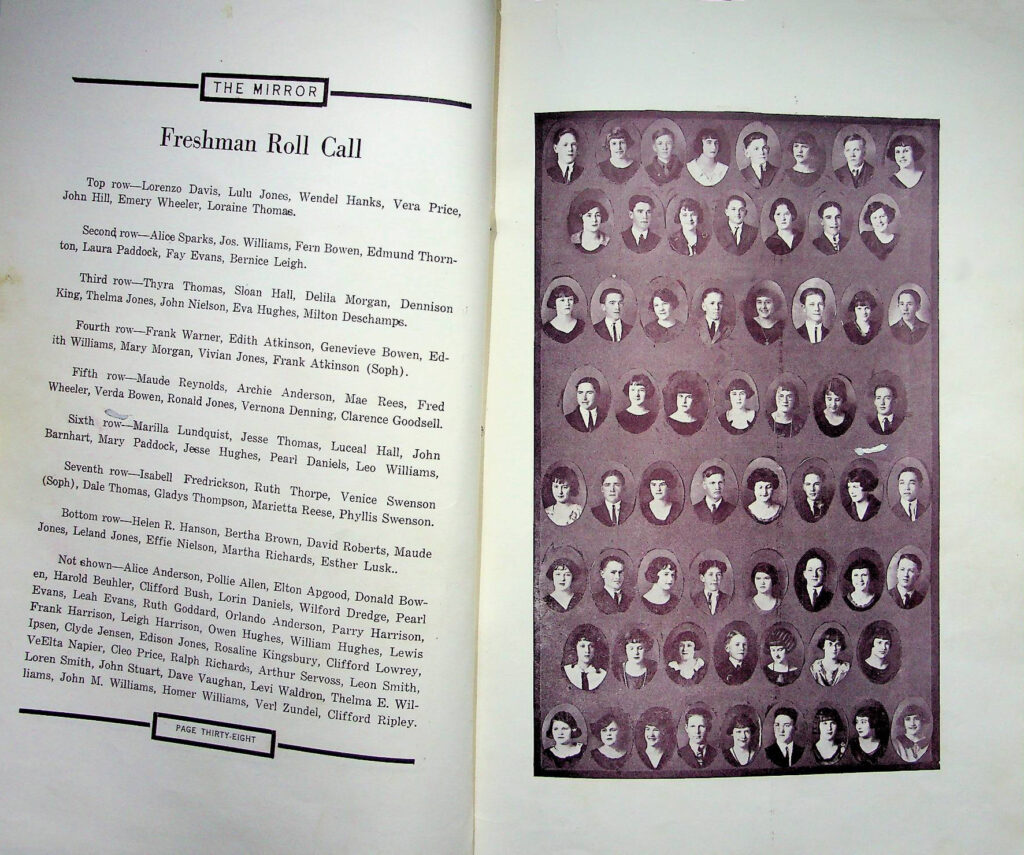 THE MIRROR
Freshman Roll Call
Top row—Lorenzo Davis, Lulu Jones, Wendel Hanks, Vera Price,
John Hill, Emery Wheeler, Loraine Thomas.
Second row—Alice Sparks, Jos. Williams, Fern Bowen, Edmund Thorn-
ton, Laura Paddock, Fay Evans, Bernice Leigh.
Third row—Thyra Thomas, Sloan Hall, Delila Morgan, Dennison
King, Thelma Jones, John Nielson, Eva Hughes, Milton Deschamps.
Fourth row—Frank Warner, Edith Atkinson, Genevieve Bowen, Ed-
ith Williams, Mary Morgan, Vivian Jones, Frank Atkinson (Soph).
Fifth row—Maude Reynolds, Archie Anderson, Mae Rees, Fred
Wheeler, Verda Bowen, Ronald Jones, Vernona Denning, Clarence Goodsell.
Sixth row—Marilla Lundquist, Jesse Thomas, Luceal Hall, John
Barnhart, Mary Paddock, Jesse Hughes, Pearl Daniels, Leo Williams,
Seventh row—Isabell Fredrickson, Ruth Thorpe, Venice Swenson
(Soph), Dale Thomas, Gladys Thompson, Marietta Reese, Phyllis Swenson.
Bottom row—Helen R. Hanson, Bertha Brown, David Roberts, Maude
Jones, Leland Jones, Effie Nielson, Martha Richards, Esther Lusk..
Not shown—Alice Anderson, Pollie Allen, Elton Apgood, Donald Bow-
en, Harold Beuhler, Clifford Bush, Lorin Daniels, Wilford Dredge, Pearl
Evans, Leah Evans, Ruth Goddard, Orlando Anderson, Parry Harrison,
Frank Harrison, Leigh Harrison, Owen Hughes, William Hughes, Lewis
Ipsen, Clyde Jensen, Edison Jones, Rosaline Kingsbury, Clifford Lowrey,
VeElta Napier, Cleo Price, Ralph Richards, Arthur Servoss, Leon Smith,
Loren Smith, John Stuart, Dave Vaughan, Levi Waldron, Thelma E. Wil-
liams, John M. Williams, Homer Williams, Verl Zundel, Clifford Ripley.
PAGE THIRTY-EIGHT